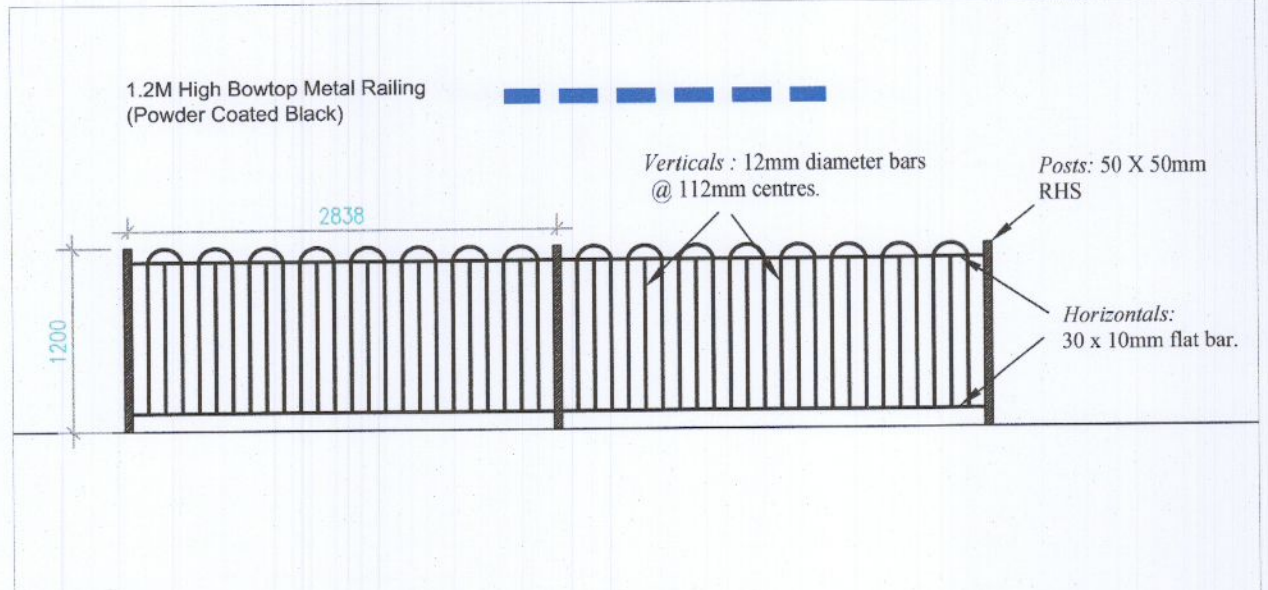 1.2M High Bowtop Metal Railing
(Powder Coated Black)
Verticals : 12mm diameter bars
@ 112mm centres.
Posts: 50 X 50mm
RHS
2838
1200
Horizontals:
30 x 10mm flat bar.